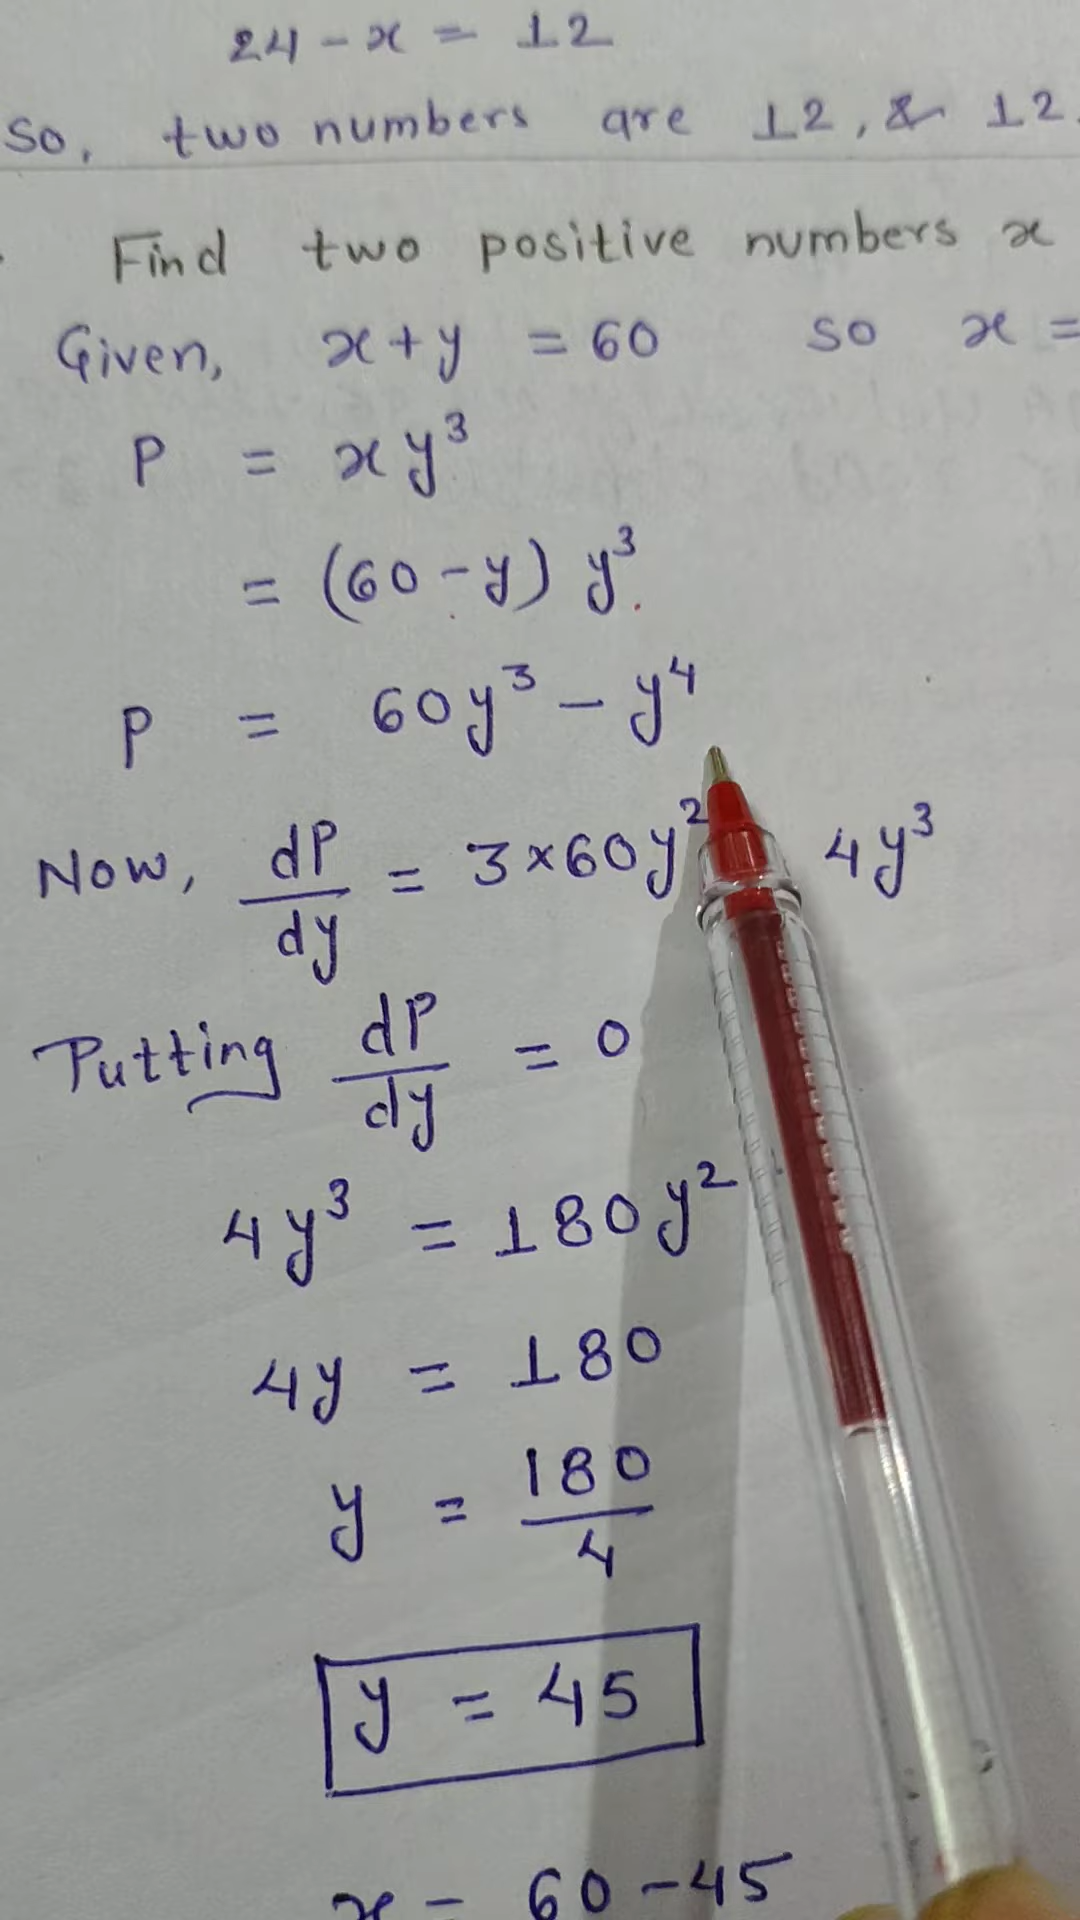 24 - x = 12
So, two numbers are 12, & 12.
Find two positive numbers x
Given, x + y = 60 so x =
P = xy³
= (60 - y) y³.
P = 60y³ - y⁴
Now, dP/dy = 3×60y² 4y³
Putting dP/dy = 0
4y³ = 180y²
4y = 180
y = 180/4
y = 45
x = 60 - 45